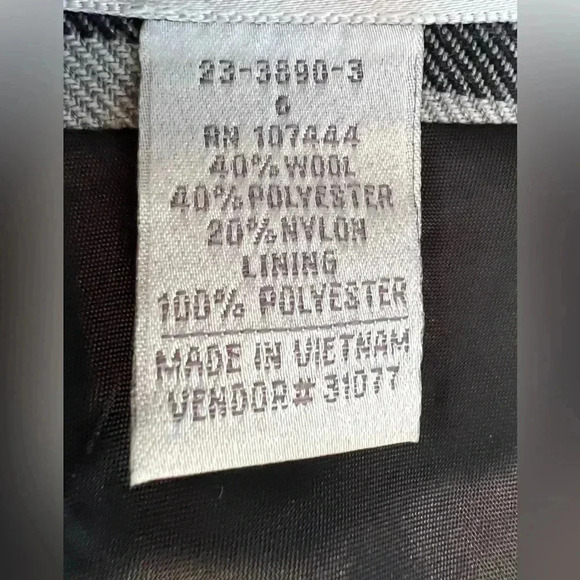 23-3890-3
6
RN 107444
40% WOOL
40% POLYESTER
20% NYLON
LINING
100% POLYESTER
MADE IN VIETNAM
VENDOR# 31077